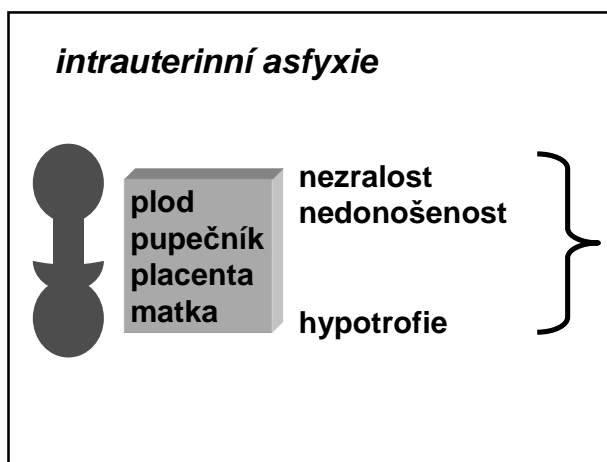 intrauterinní asfyxie
plod
pupečník
placenta
matka
nezralost
nedonošenost
hypotrofie